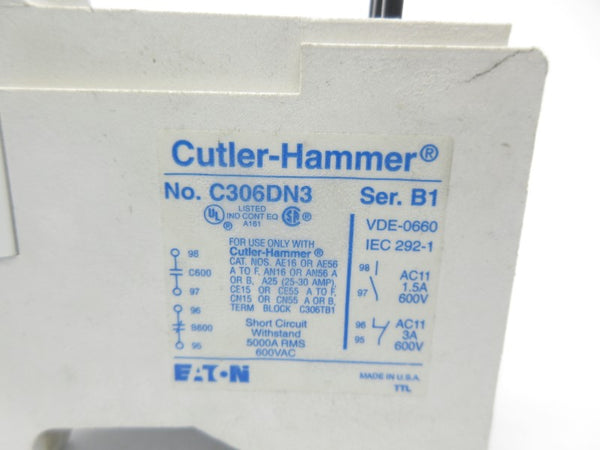 Cutler-Hammer®
No. C306DN3 Ser. B1
UL ® LISTED IND CONT EQ A161 SA ®
VDE-0660
IEC 292-1
FOR USE ONLY WITH
Cutler-Hammer®
CAT. NOS. AE16 OR AE56
A TO F, AN16 OR AN56 A
OR B, A25 (25-30 AMP),
CE15 OR CE55 A TO F,
CN15 OR CN55 A OR B,
TERM BLOCK C306TB1
98
C600
97
96
S600
95
Short Circuit
Withstand
5000A RMS
600VAC
98
97
AC11
1.5A
600V
96
95
AC11
3A
600V
EATON
MADE IN U.S.A.
TTL